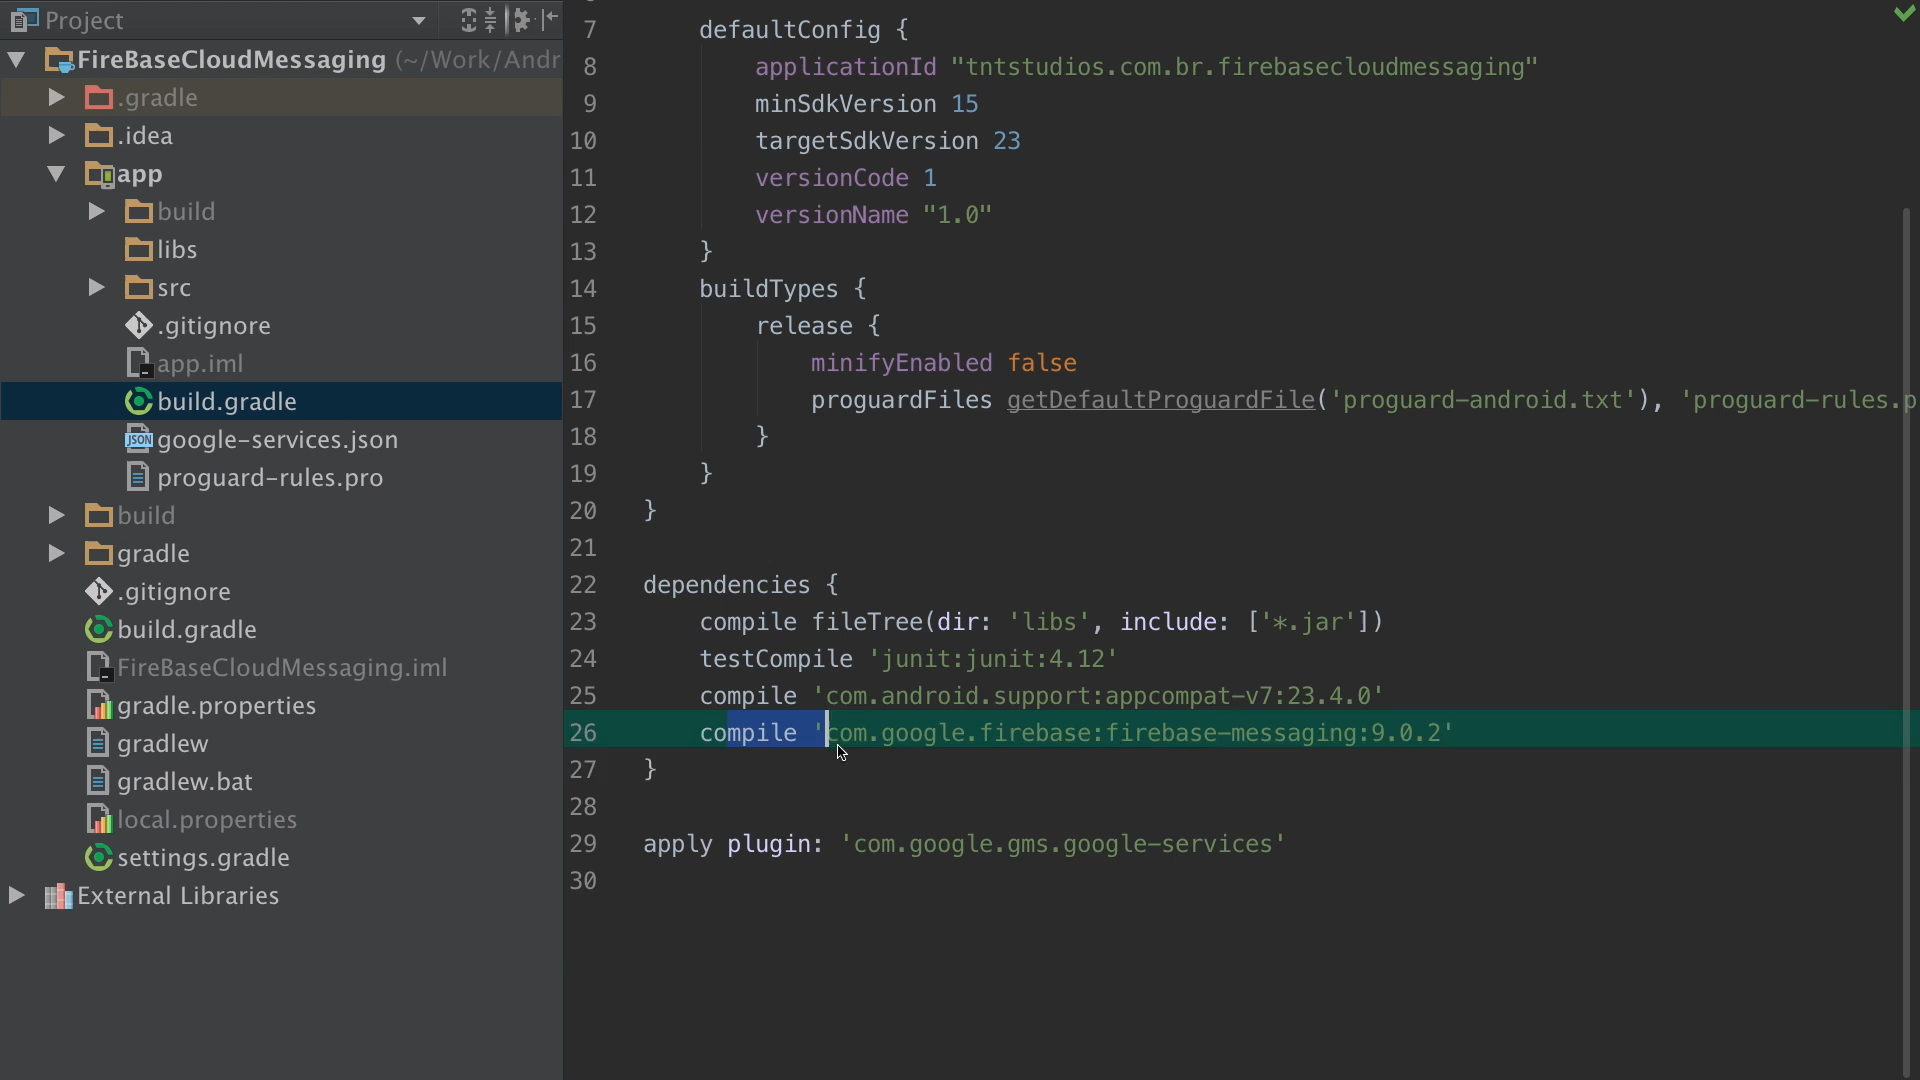 Project
FireBaseCloudMessaging (~/Work/Andr
.gradle
.idea
app
build
libs
src
.gitignore
app.iml
build.gradle
JSON google-services.json
proguard-rules.pro
build
gradle
.gitignore
build.gradle
FireBaseCloudMessaging.iml
gradle.properties
gradlew
gradlew.bat
local.properties
settings.gradle
External Libraries
7 defaultConfig {
8 applicationId "tntstudios.com.br.firebasecloudmessaging"
9 minSdkVersion 15
10 targetSdkVersion 23
11 versionCode 1
12 versionName "1.0"
13 }
14 buildTypes {
15 release {
16 minifyEnabled false
17 proguardFiles getDefaultProguardFile('proguard-android.txt'), 'proguard-rules.p
18 }
19 }
20 }
21
22 dependencies {
23 compile fileTree(dir: 'libs', include: ['*.jar'])
24 testCompile 'junit:junit:4.12'
25 compile 'com.android.support:appcompat-v7:23.4.0'
26 compile 'com.google.firebase:firebase-messaging:9.0.2'
27 }
28
29 apply plugin: 'com.google.gms.google-services'
30